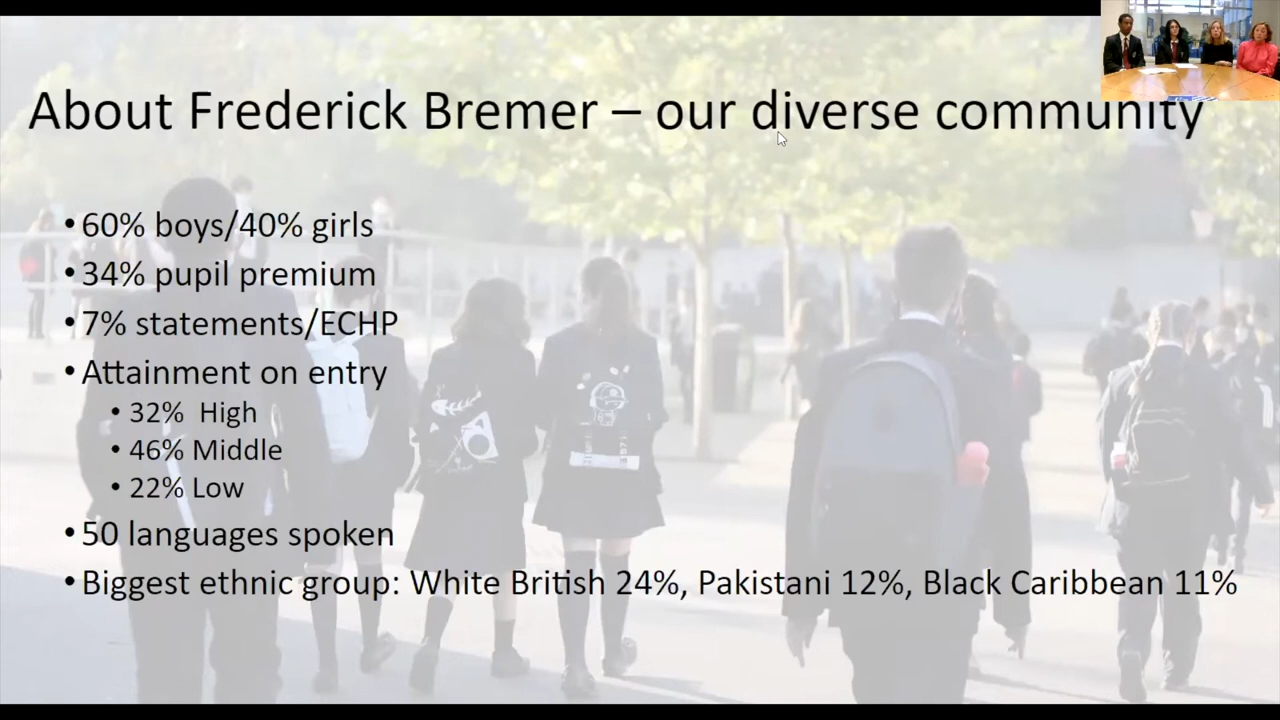 About Frederick Bremer – our diverse community
• 60% boys/40% girls
• 34% pupil premium
• 7% statements/ECHP
• Attainment on entry
• 32%  High
• 46% Middle
• 22% Low
• 50 languages spoken
• Biggest ethnic group: White British 24%, Pakistani 12%, Black Caribbean 11%